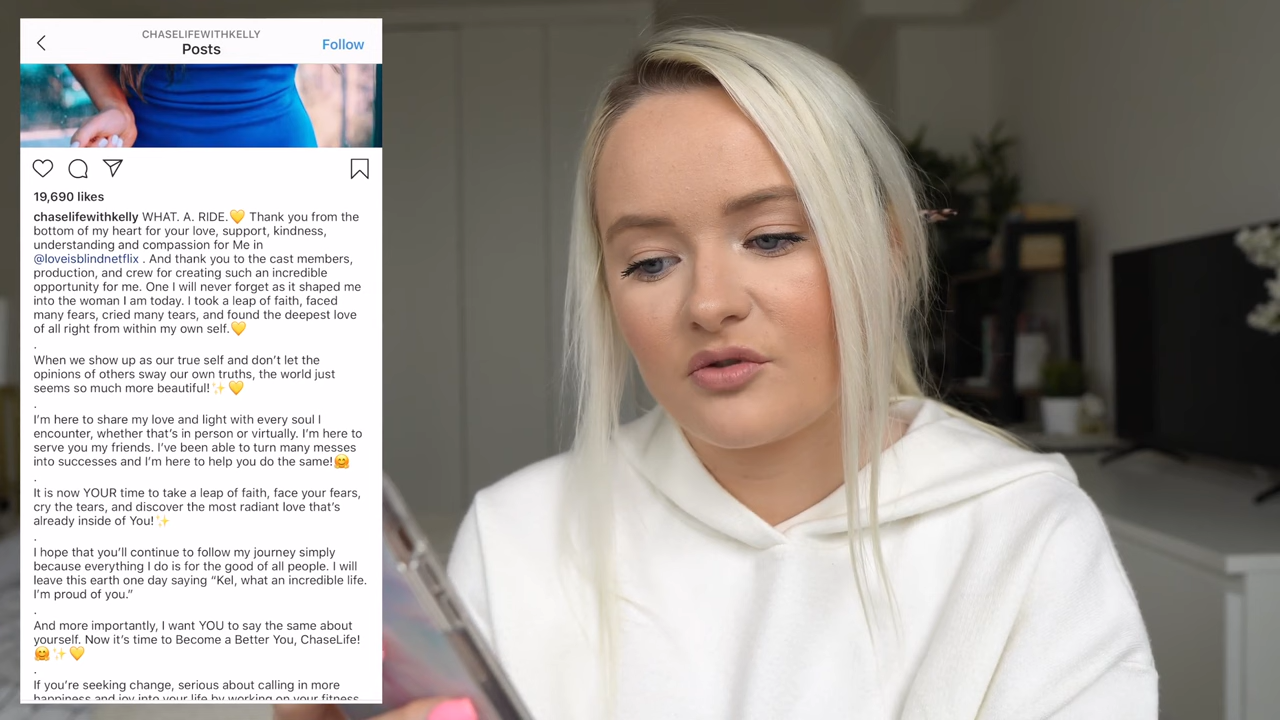 CHASELIFEWITHKELLY
Posts
Follow
19,690 likes
chaselifewithkelly WHAT. A. RIDE.💛 Thank you from the
bottom of my heart for your love, support, kindness,
understanding and compassion for Me in
@loveisblindnetflix . And thank you to the cast members,
production, and crew for creating such an incredible
opportunity for me. One I will never forget as it shaped me
into the woman I am today. I took a leap of faith, faced
many fears, cried many tears, and found the deepest love
of all right from within my own self.💛
.
When we show up as our true self and don't let the
opinions of others sway our own truths, the world just
seems so much more beautiful!✨💛
.
I'm here to share my love and light with every soul I
encounter, whether that's in person or virtually. I'm here to
serve you my friends. I've been able to turn many messes
into successes and I'm here to help you do the same!🤗
.
It is now YOUR time to take a leap of faith, face your fears,
cry the tears, and discover the most radiant love that's
already inside of You!✨
.
I hope that you'll continue to follow my journey simply
because everything I do is for the good of all people. I will
leave this earth one day saying "Kel, what an incredible life.
I'm proud of you."
.
And more importantly, I want YOU to say the same about
yourself. Now it's time to Become a Better You, ChaseLife!
🤗✨💛
.
If you're seeking change, serious about calling in more
happiness and joy into your life by working on your fitness